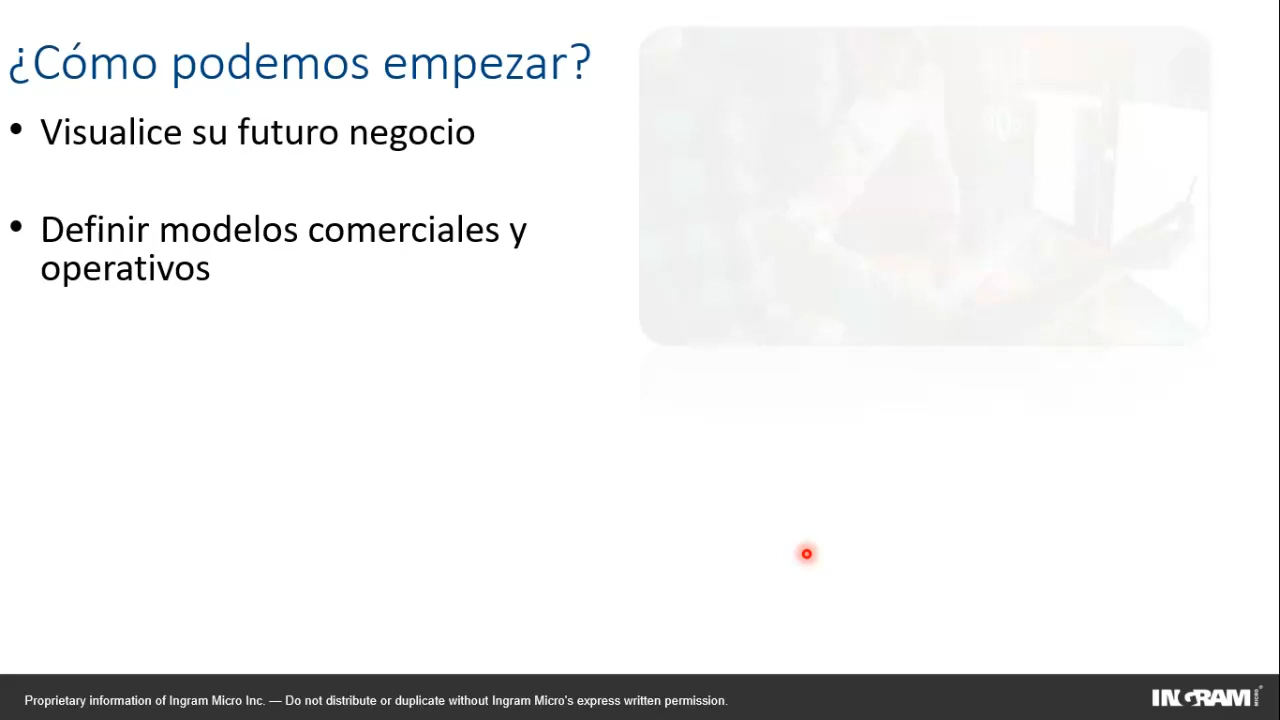 ¿Cómo podemos empezar?
• Visualice su futuro negocio
• Definir modelos comerciales y
operativos
Proprietary information of Ingram Micro Inc. — Do not distribute or duplicate without Ingram Micro's express written permission.
INGRAM MICRO